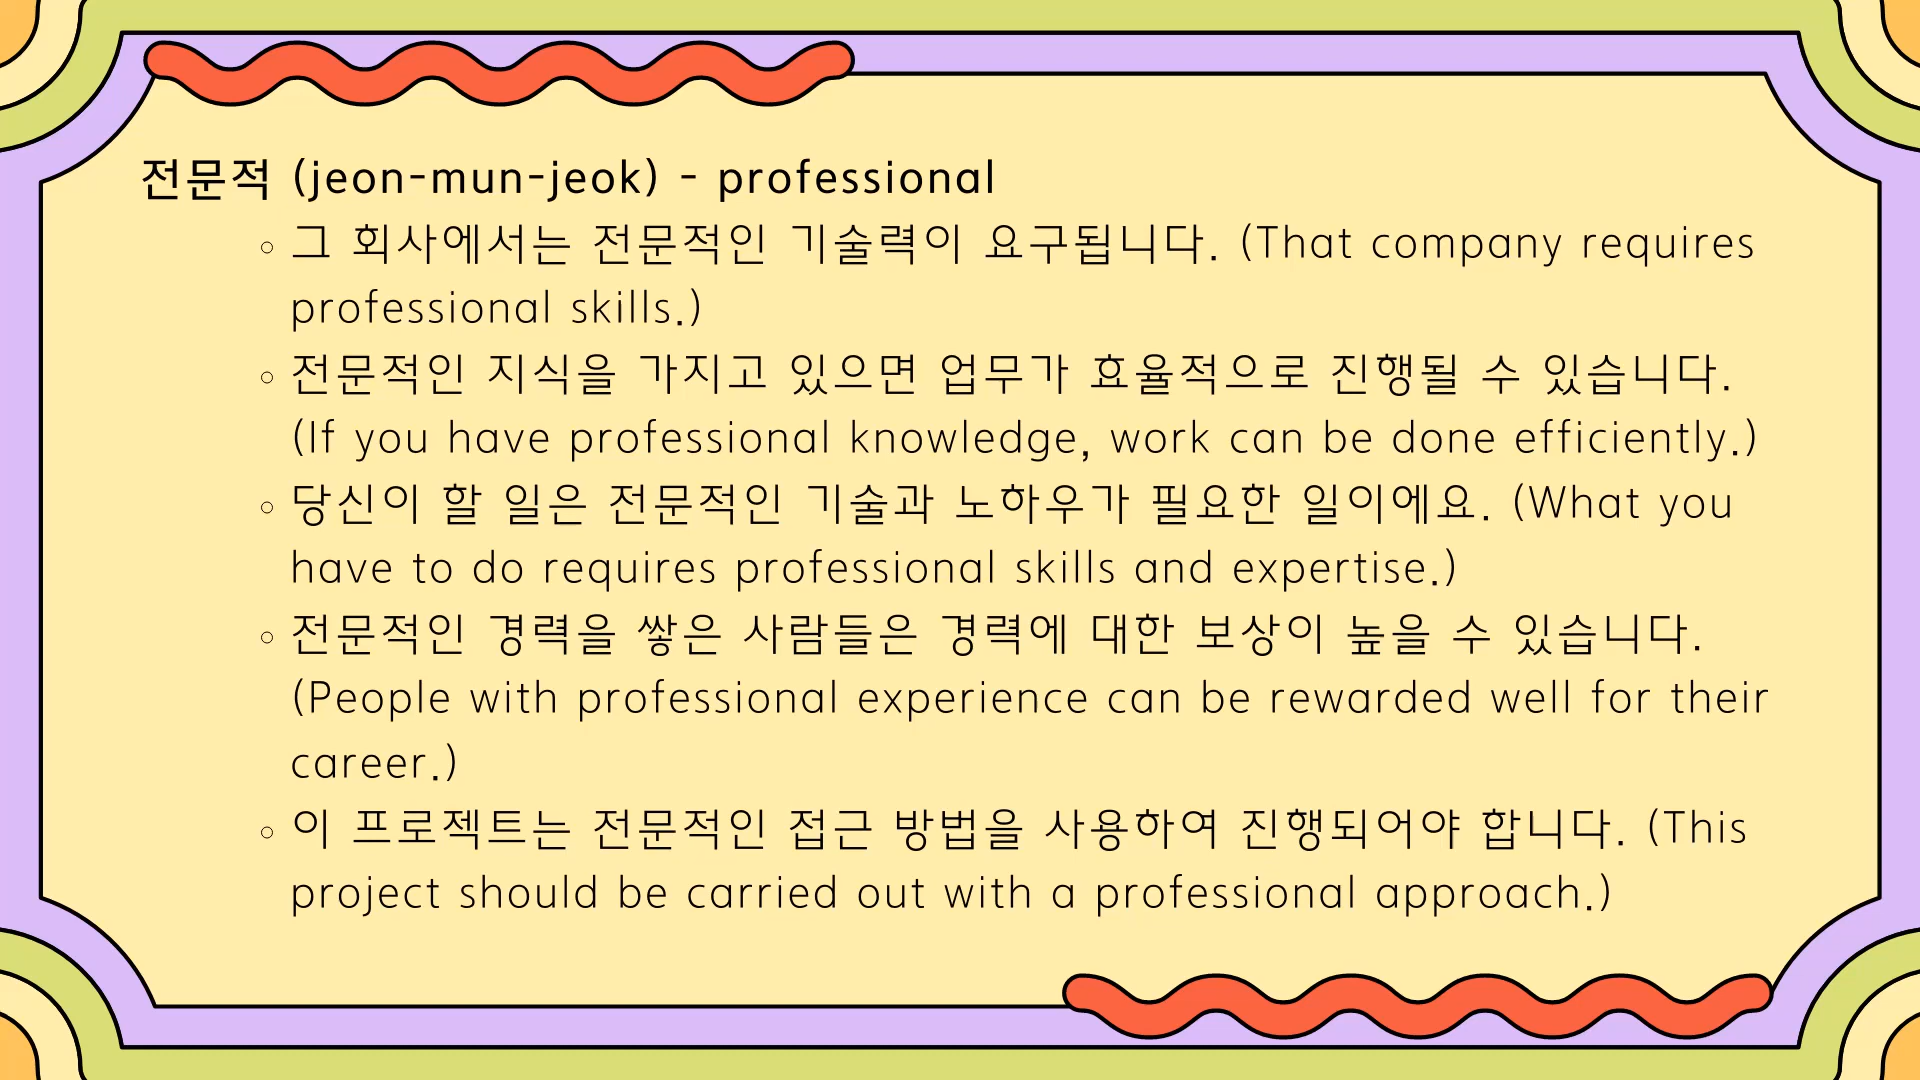 전문적 (jeon-mun-jeok) - professional
그 회사에서는 전문적인 기술력이 요구됩니다. (That company requires
professional skills.)
전문적인 지식을 가지고 있으면 업무가 효율적으로 진행될 수 있습니다.
(If you have professional knowledge, work can be done efficiently.)
당신이 할 일은 전문적인 기술과 노하우가 필요한 일이에요. (What you
have to do requires professional skills and expertise.)
전문적인 경력을 쌓은 사람들은 경력에 대한 보상이 높을 수 있습니다.
(People with professional experience can be rewarded well for their
career.)
이 프로젝트는 전문적인 접근 방법을 사용하여 진행되어야 합니다. (This
project should be carried out with a professional approach.)